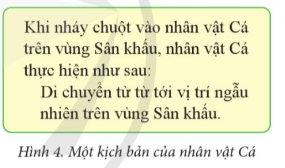 Khi nháy chuột vào nhân vật Cá
trên vùng Sân khấu, nhân vật Cá
thực hiện như sau:
Di chuyển từ từ tới vị trí ngẫu
nhiên trên vùng Sân khấu.
Hình 4. Một kịch bản của nhân vật Cá